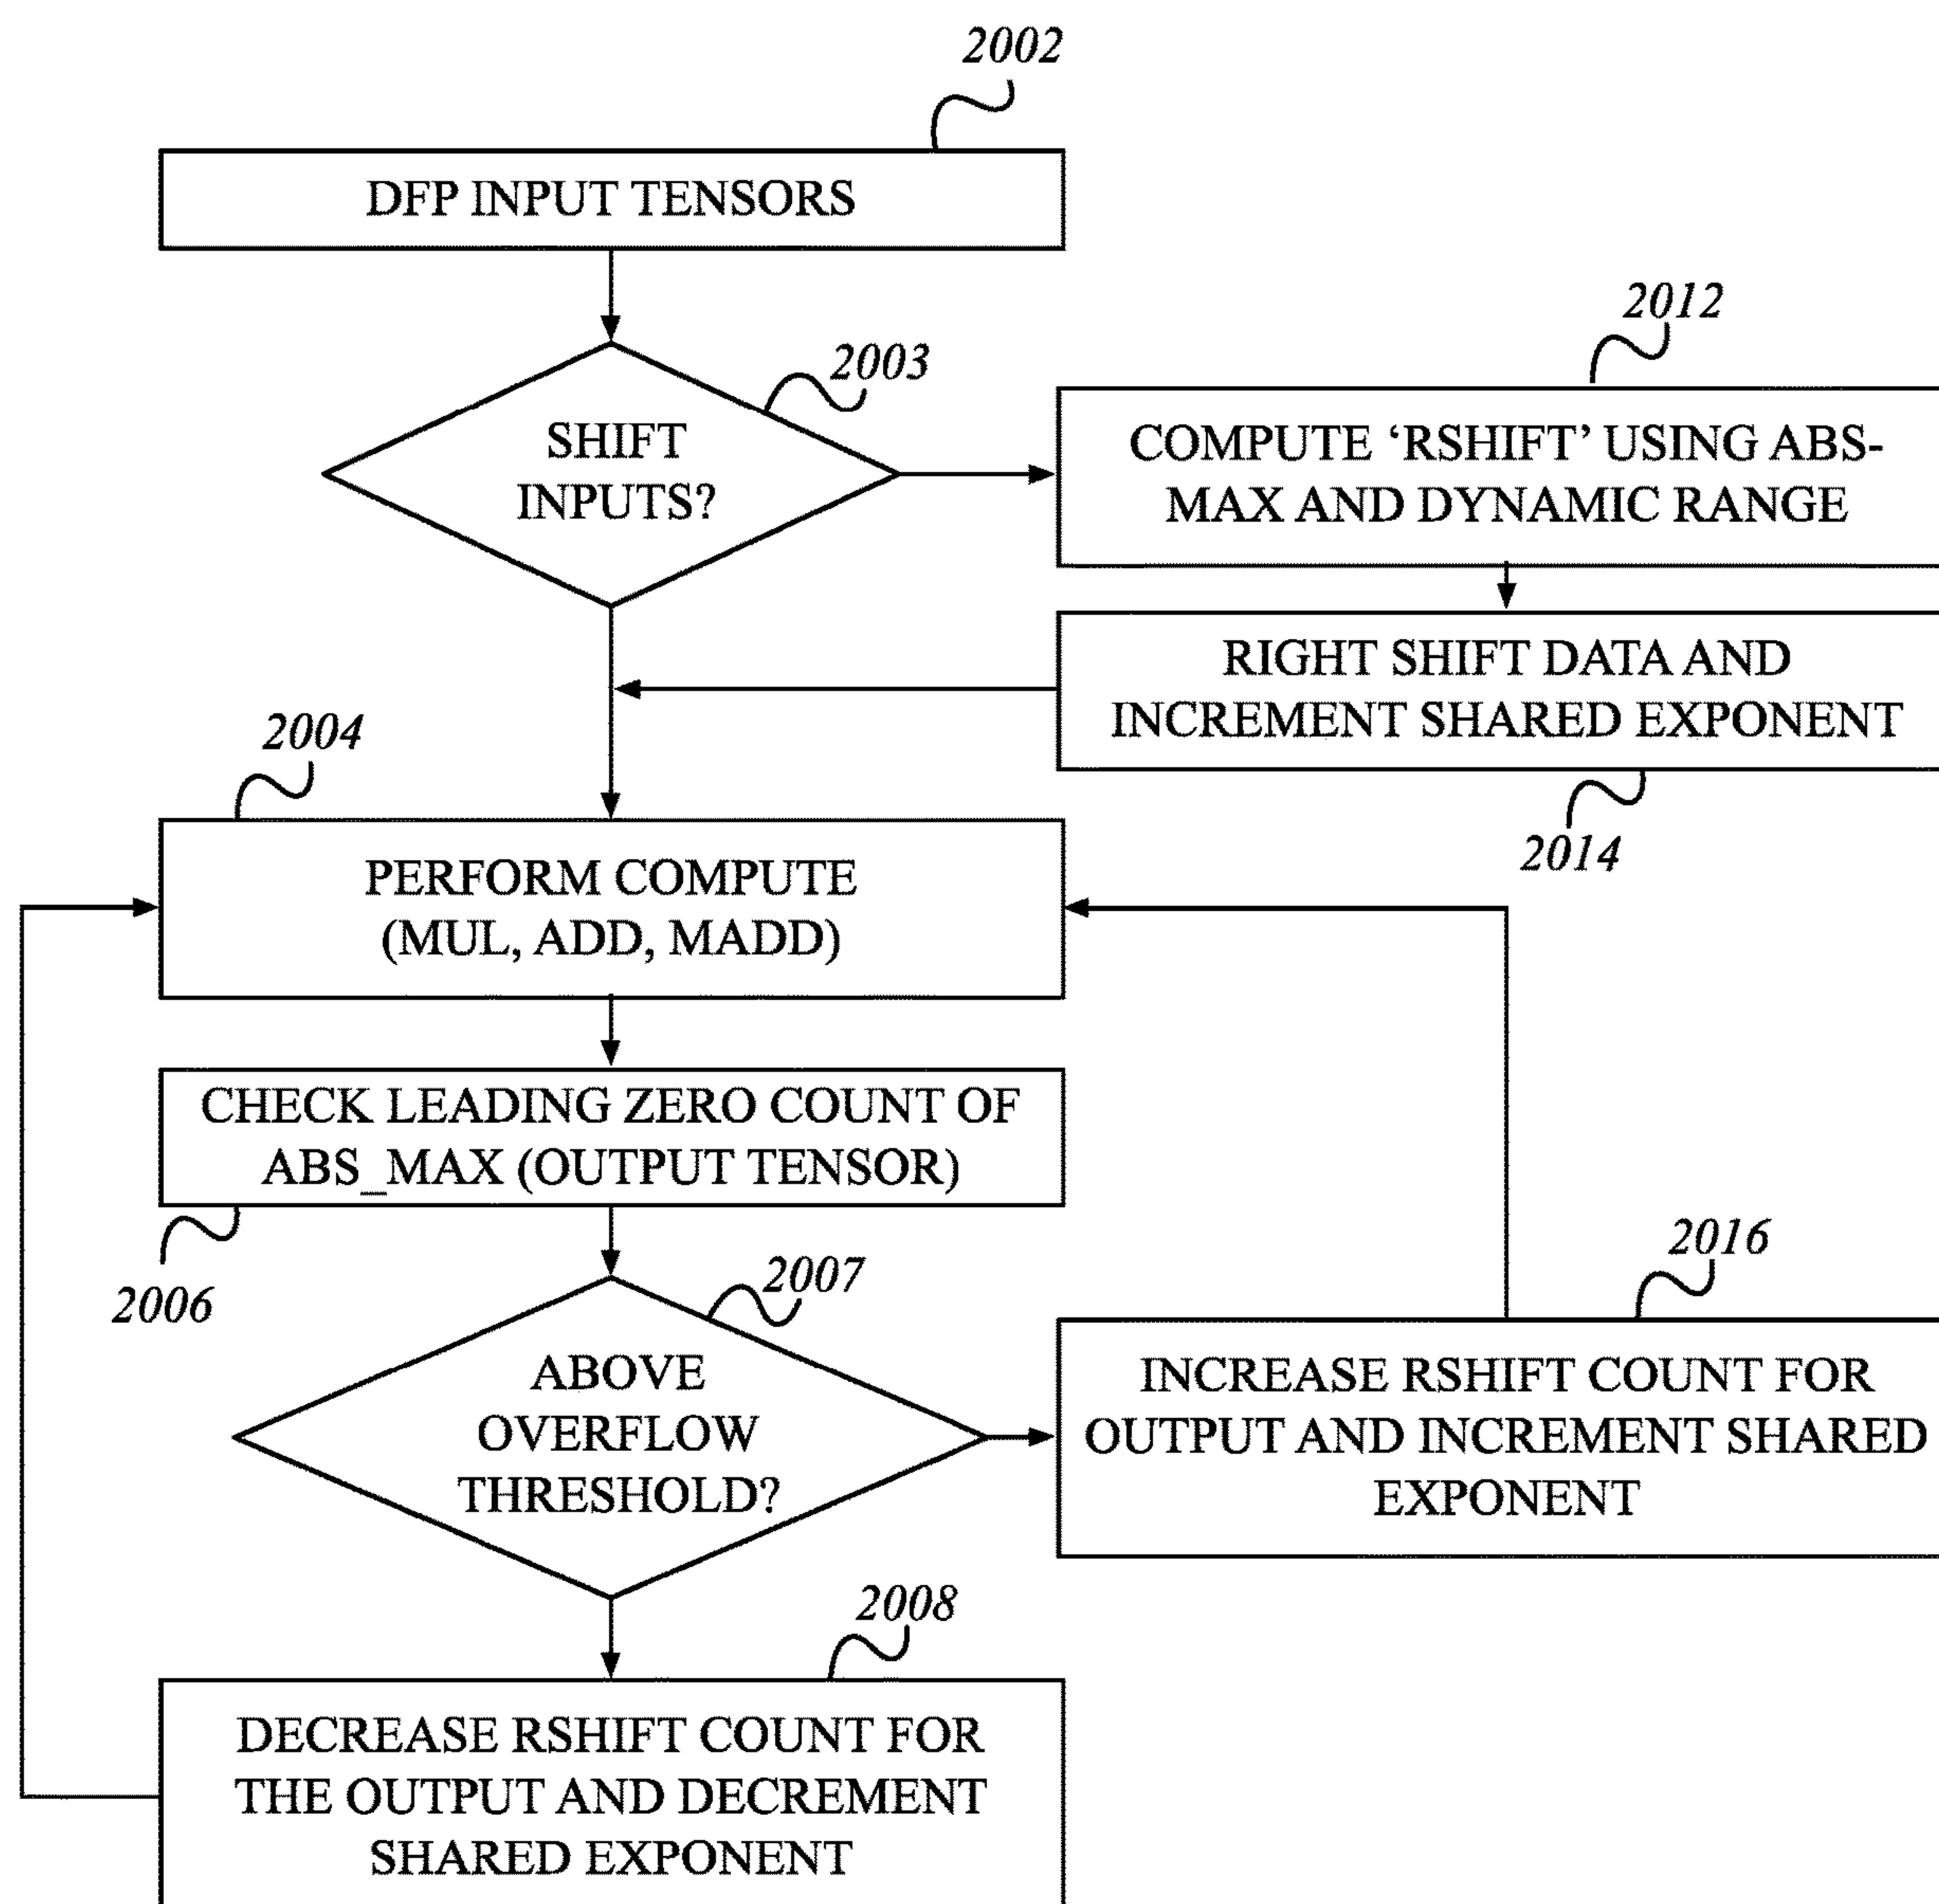 2002
DFP INPUT TENSORS
2003
SHIFT
INPUTS?
2012
COMPUTE ‘RSHIFT’ USING ABS-
MAX AND DYNAMIC RANGE
RIGHT SHIFT DATA AND
INCREMENT SHARED EXPONENT
2014
2004
PERFORM COMPUTE
(MUL, ADD, MADD)
CHECK LEADING ZERO COUNT OF
ABS_MAX (OUTPUT TENSOR)
2006
2007
ABOVE
OVERFLOW
THRESHOLD?
2016
INCREASE RSHIFT COUNT FOR
OUTPUT AND INCREMENT SHARED
EXPONENT
2008
DECREASE RSHIFT COUNT FOR
THE OUTPUT AND DECREMENT
SHARED EXPONENT